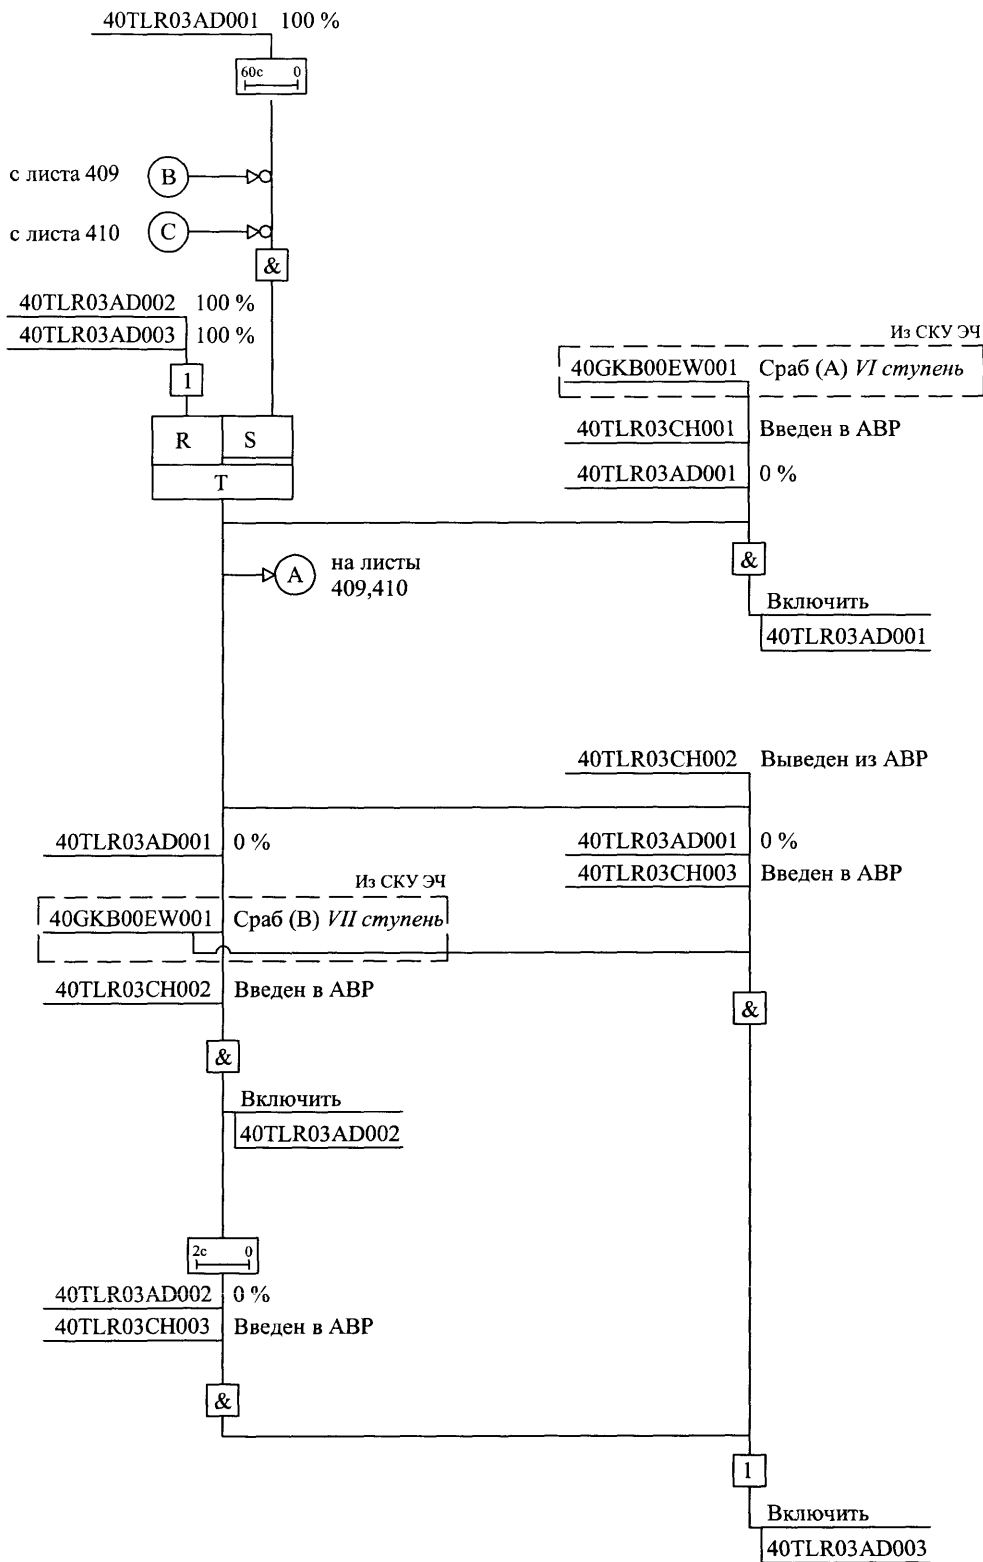 40TLR03AD001 100 %
60с 0
с листа 409 B
с листа 410 C
&
40TLR03AD002 100 %
40TLR03AD003 100 %
1
R S
T
Из СКУ ЭЧ
40GKB00EW001 Сраб (А) VI ступень
40TLR03CH001 Введен в АВР
40TLR03AD001 0 %
&
A на листы
409,410
Включить
40TLR03AD001
40TLR03CH002 Выведен из АВР
40TLR03AD001 0 %
40TLR03AD001 0 %
40TLR03CH003 Введен в АВР
Из СКУ ЭЧ
40GKB00EW001 Сраб (В) VII ступень
40TLR03CH002 Введен в АВР
&
&
Включить
40TLR03AD002
2с 0
40TLR03AD002 0 %
40TLR03CH003 Введен в АВР
&
1
Включить
40TLR03AD003